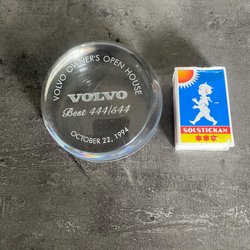 VOLVO OWNER'S OPEN HOUSE
VOLVO
Best 444/544
OCTOBER 22, 1994
SOLSTICKAN